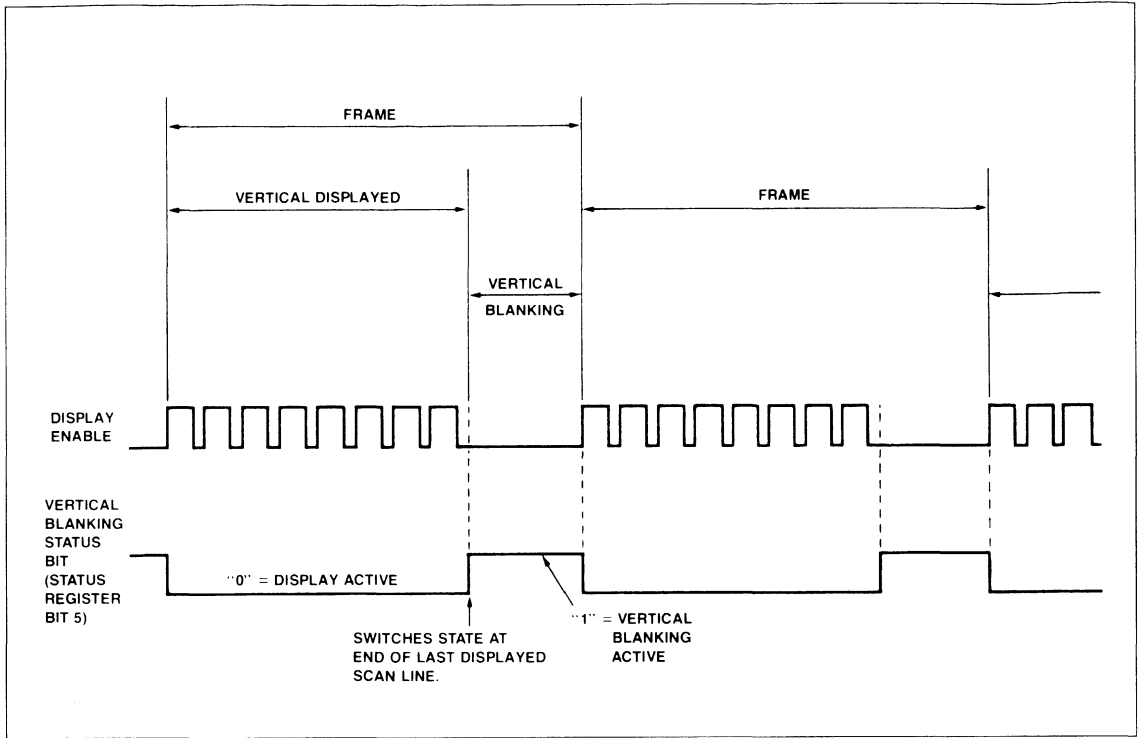 FRAME
VERTICAL DISPLAYED
FRAME
VERTICAL
BLANKING
DISPLAY
ENABLE
VERTICAL
BLANKING
STATUS
BIT
(STATUS
REGISTER
BIT 5)
"0" = DISPLAY ACTIVE
SWITCHES STATE AT
END OF LAST DISPLAYED
SCAN LINE.
"1" = VERTICAL
BLANKING
ACTIVE